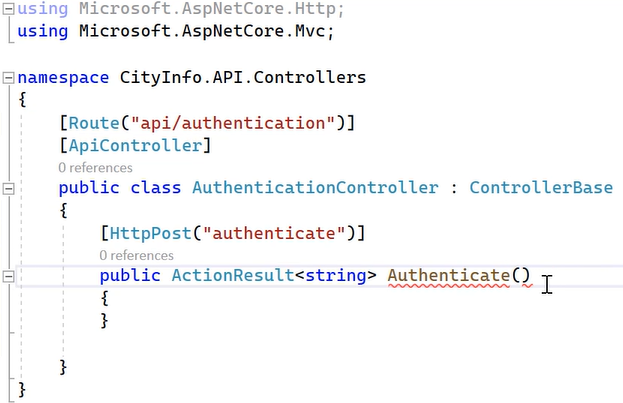 using Microsoft.AspNetCore.Http;
using Microsoft.AspNetCore.Mvc;
namespace CityInfo.API.Controllers
{
[Route("api/authentication")]
[ApiController]
0 references
public class AuthenticationController : ControllerBase
{
[HttpPost("authenticate")]
0 references
public ActionResult<string> Authenticate()
{
}
}
}